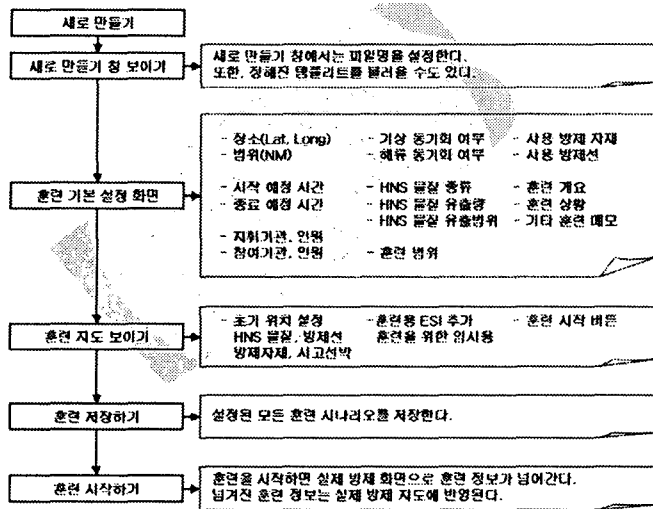 새로 만들기
새로 만들기 창 보이기
새로 만들기 창에서는 파일명을 설정한다.
또한, 정해진 템플리트를 불러올 수도 있다.
훈련 기본 설정 화면
- 장소(Lat, Long)
- 범위(NM)
- 시작 예정 시간
- 종료 예정 시간
- 지휘기관, 인원
- 참여기관, 인원
- 기상 동기화 여부
- 해류 동기화 여부
- HNS 물질 종류
- HNS 물질 유출량
- HNS 물질 유출범위
- 훈련 범위
- 사용 방제 자재
- 사용 방제선
- 훈련 개요
- 훈련 상황
- 기타 훈련 메모
훈련 지도 보이기
- 초기 위치 설정
HNS 물질, 방제선
방제자재, 사고선박
- 훈련용 ESI 추가
훈련을 위한 임시용
- 훈련 시작 버튼
훈련 저장하기
설정된 모든 훈련 시나리오를 저장한다.
훈련 시작하기
훈련을 시작하면 실제 방제 화면으로 훈련 정보가 넘어간다.
넘겨진 훈련 정보는 실제 방제 지도에 반영된다.